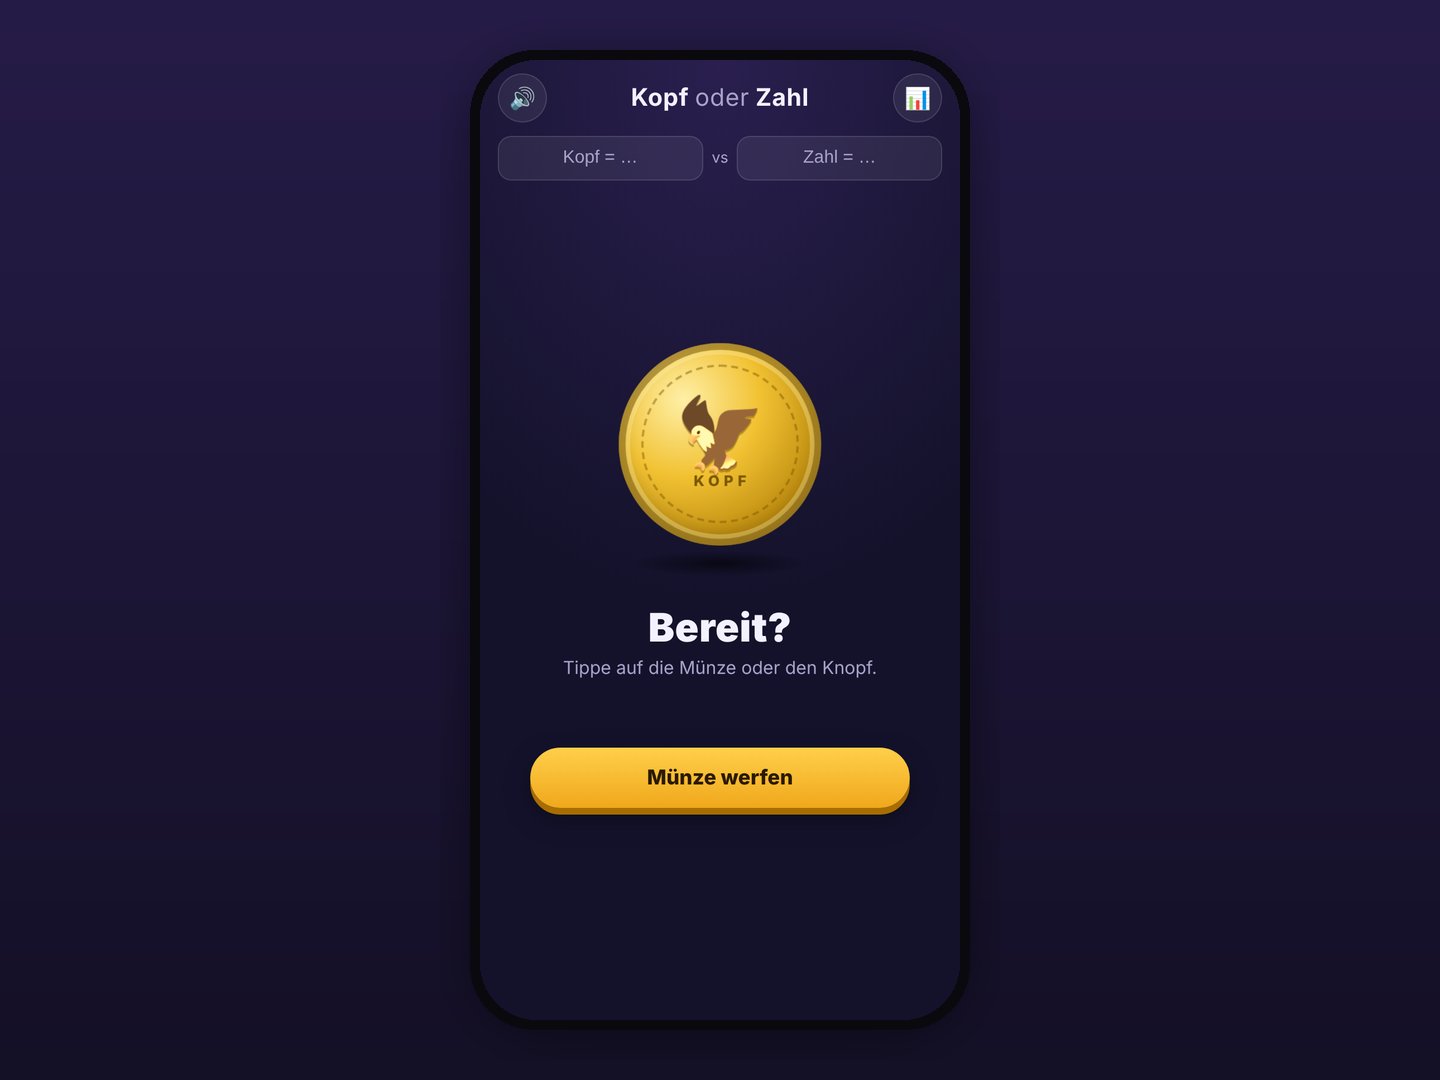 Kopf oder Zahl
Kopf = …
vs
Zahl = …
KOPF
Bereit?
Tippe auf die Münze oder den Knopf.
Münze werfen